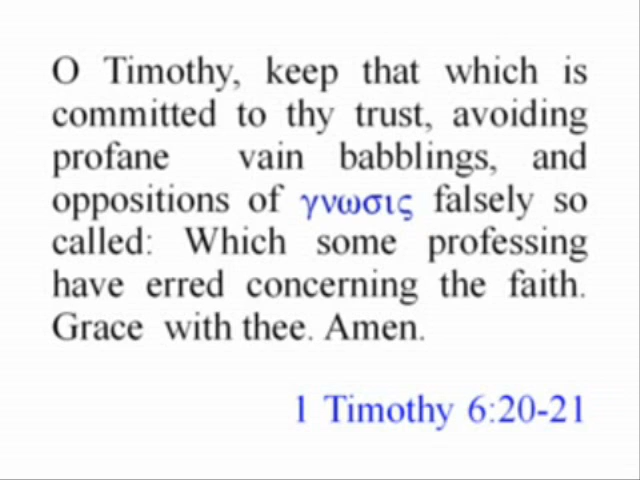 O Timothy, keep that which is
committed to thy trust, avoiding
profane vain babblings, and
oppositions of γνωσις falsely so
called: Which some professing
have erred concerning the faith.
Grace with thee. Amen.
1 Timothy 6:20-21